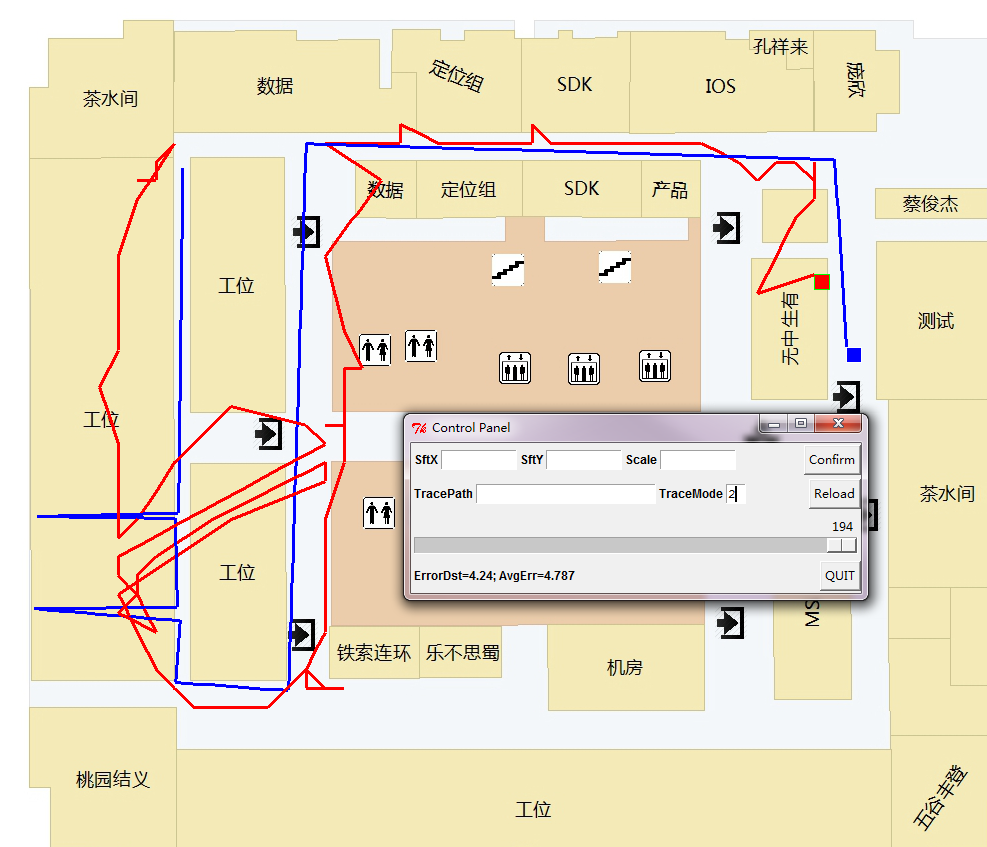 孔祥来
茶水间
数据
定位组
SDK
IOS
庞欣
数据
定位组
SDK
产品
蔡俊杰
工位
无中生有
测试
工位
Control Panel
SftX
SftY
Scale
Confirm
TracePath
TraceMode 2
Reload
194
ErrorDst=4.24; AvgErr=4.787
QUIT
茶水间
工位
MS
铁索连环
乐不思蜀
机房
桃园结义
工位
五谷丰登